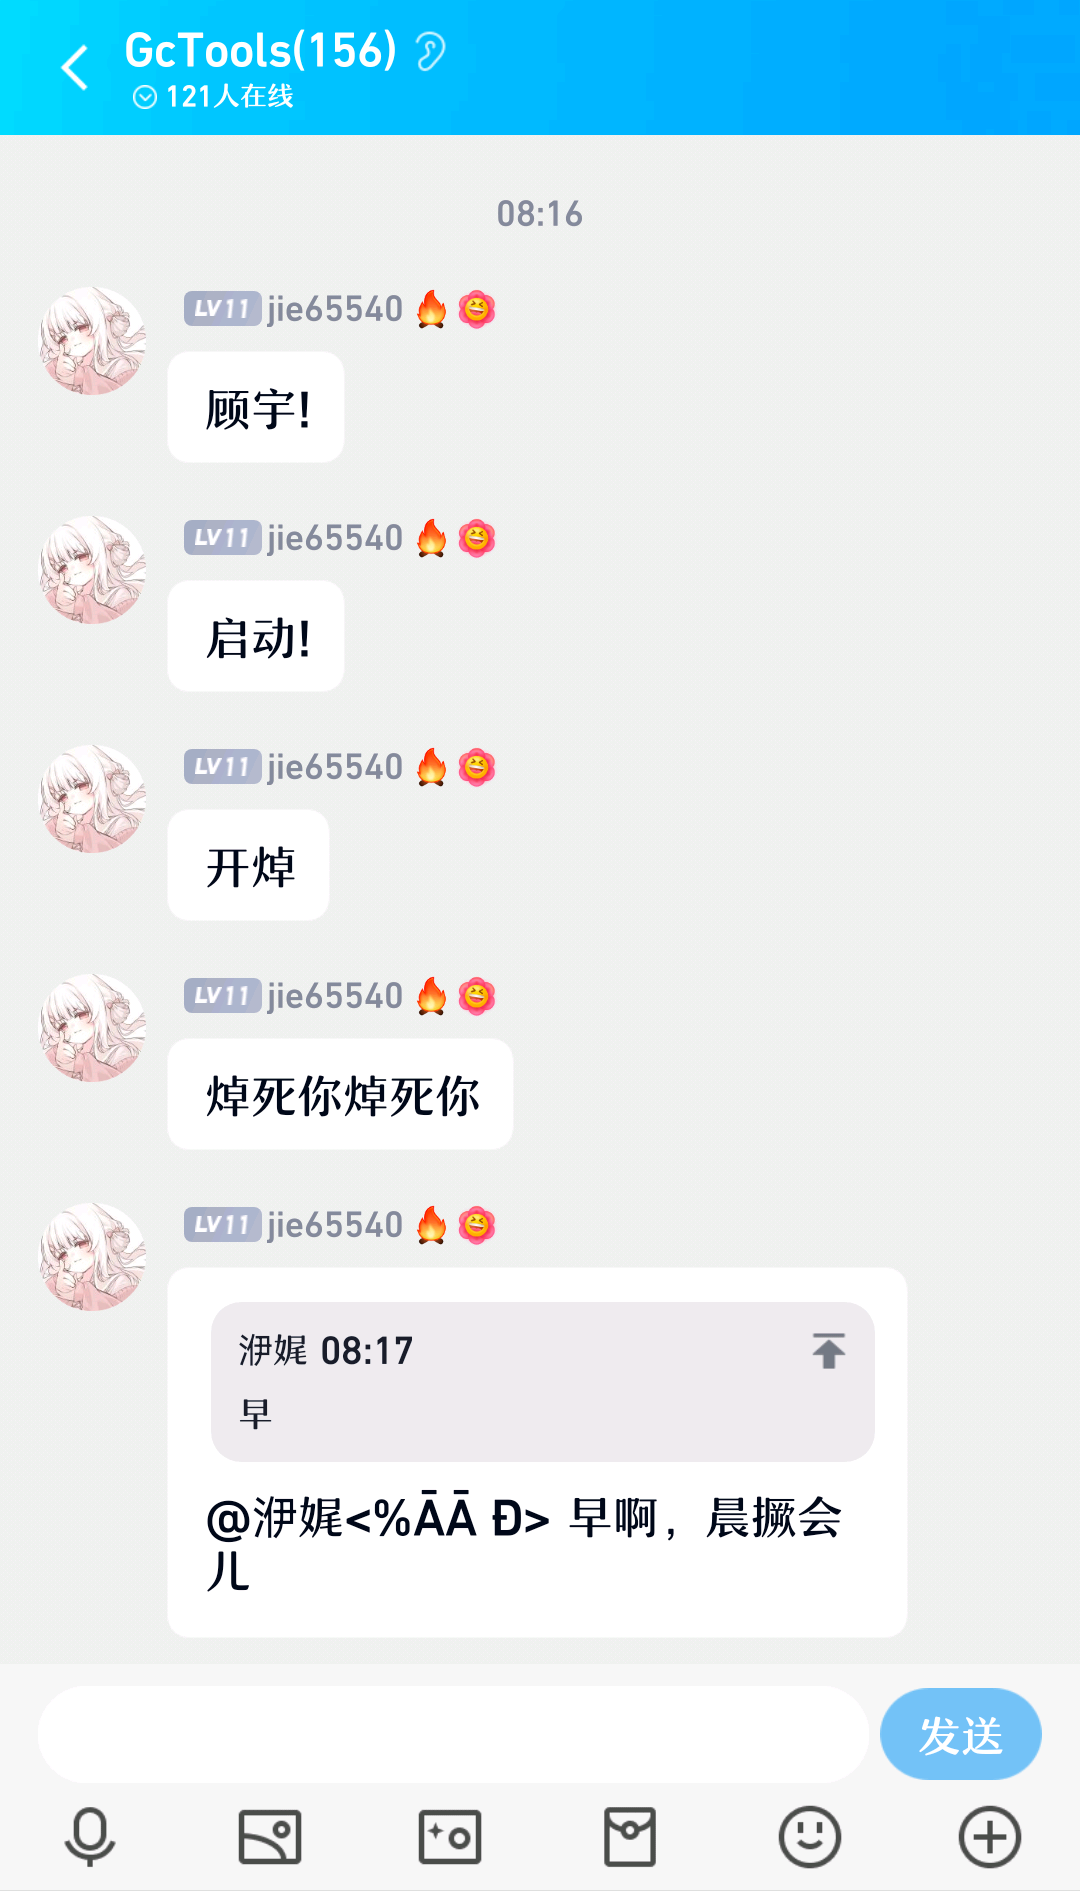 GcTools(156)
121人在线
08:16
LV11 jie65540 🔥
顾宇!
LV11 jie65540 🔥
启动!
LV11 jie65540 🔥
开焯
LV11 jie65540 🔥
焯死你焯死你
LV11 jie65540 🔥
洢娓 08:17
早
@洢娓<%ĀĀ Đ> 早啊，晨撅会
儿
发送